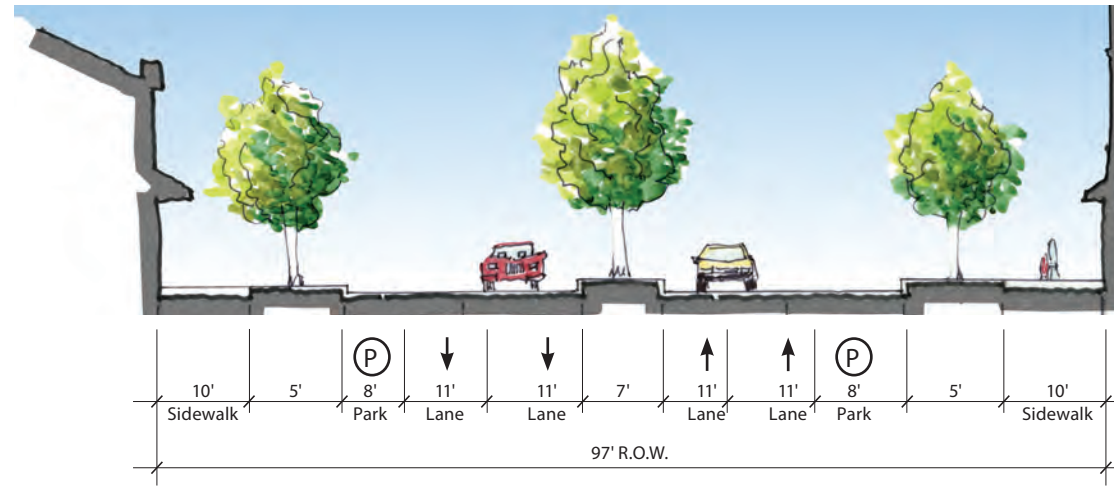 P P
10' 5' 8' 11' 11' 7' 11' 11' 8' 5' 10'
Sidewalk Park Lane Lane Lane Lane Park Sidewalk
97' R.O.W.